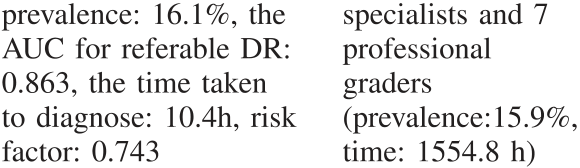 prevalence: 16.1%, the
AUC for referable DR:
0.863, the time taken
to diagnose: 10.4h, risk
factor: 0.743
specialists and 7
professional
graders
(prevalence:15.9%,
time: 1554.8 h)